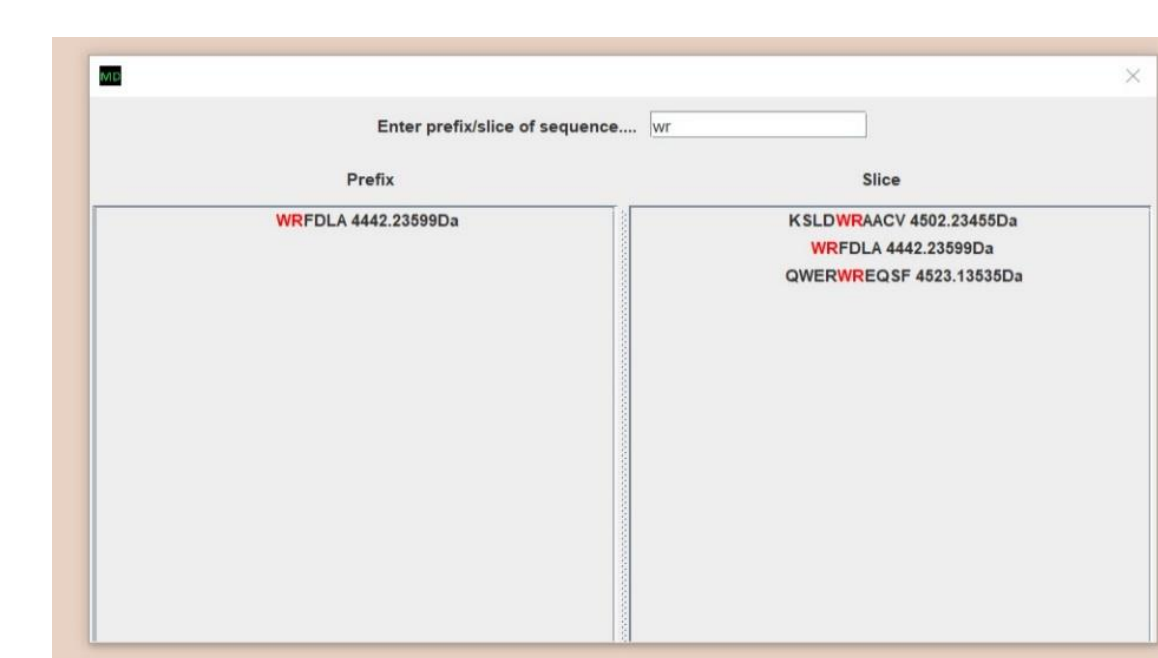 MD
Enter prefix/slice of sequence.... wr
Prefix
Slice
WRFDLA 4442.23599Da
KSLDWRAACV 4502.23455Da
WRFDLA 4442.23599Da
QWERWREQSF 4523.13535Da